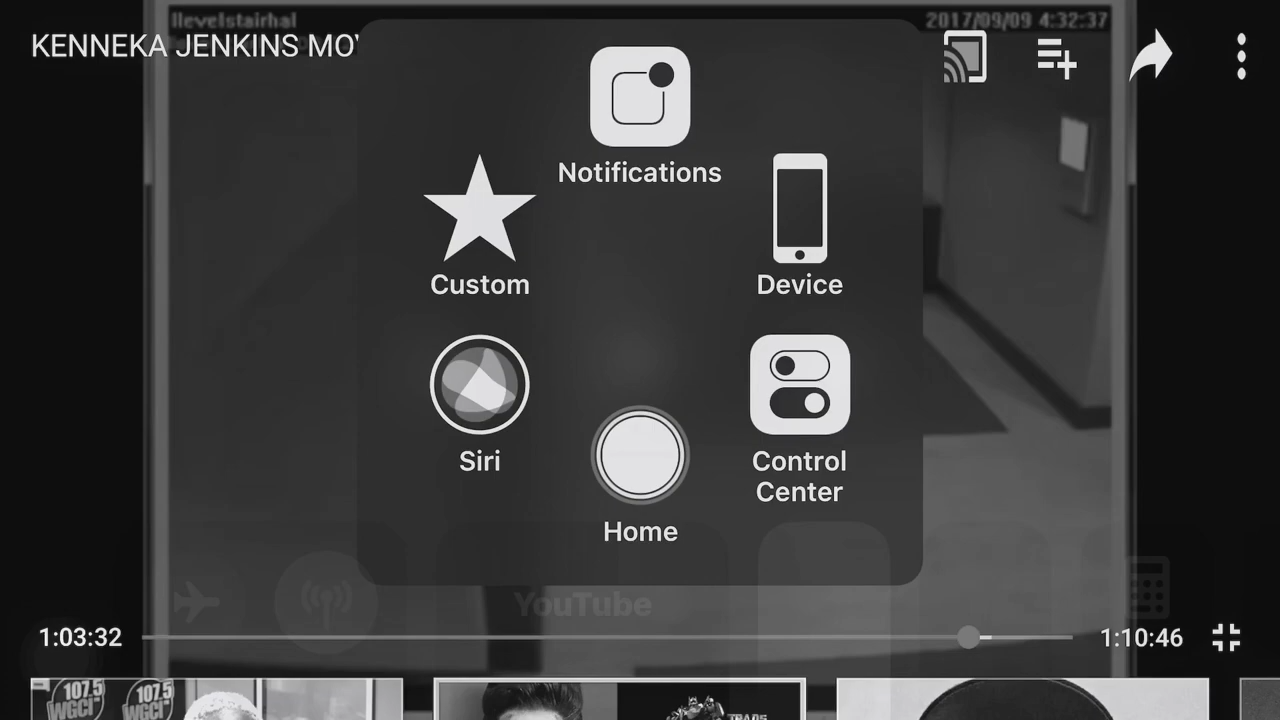 llevelstairhal
2017/09/09 4:32:37
KENNEKA JENKINS MO
Notifications
Custom
Device
Siri
Control
Center
Home
YouTube
1:03:32
1:10:46
107.5
WGCI
107.5
WGCI
TRANS